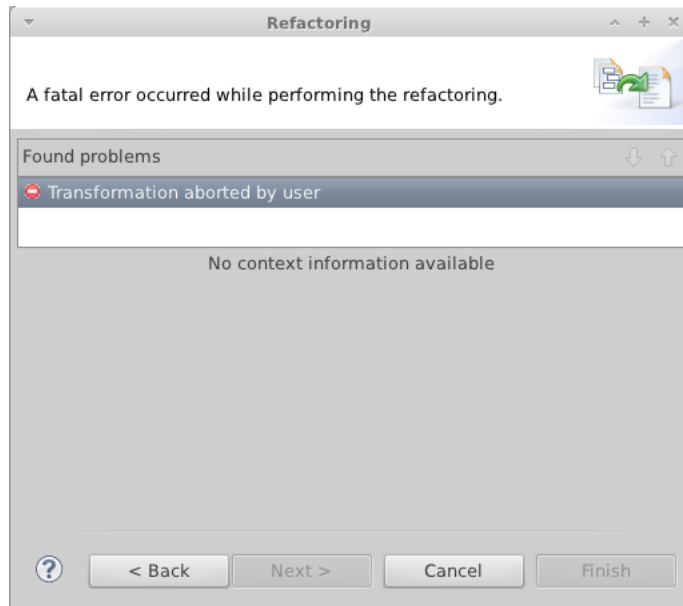 Refactoring
A fatal error occurred while performing the refactoring.
Found problems
Transformation aborted by user
No context information available
?
< Back
Next >
Cancel
Finish